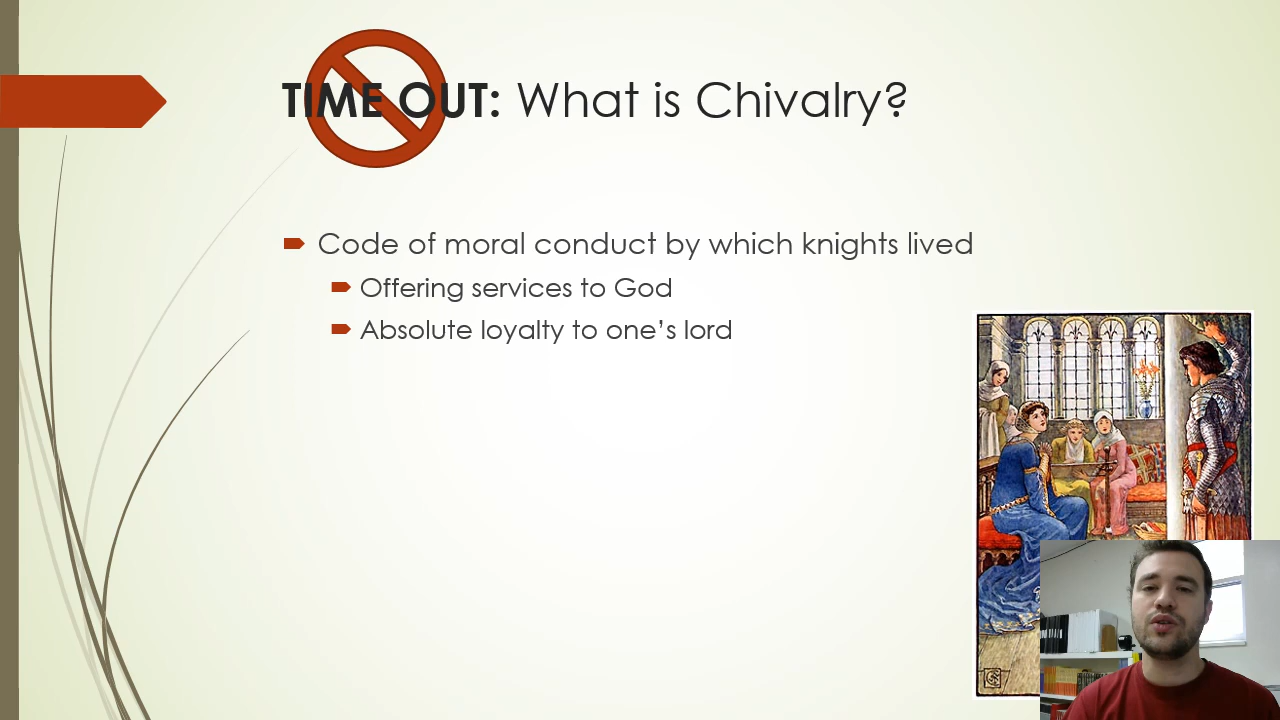 TIME OUT: What is Chivalry?
Code of moral conduct by which knights lived
Offering services to God
Absolute loyalty to one’s lord